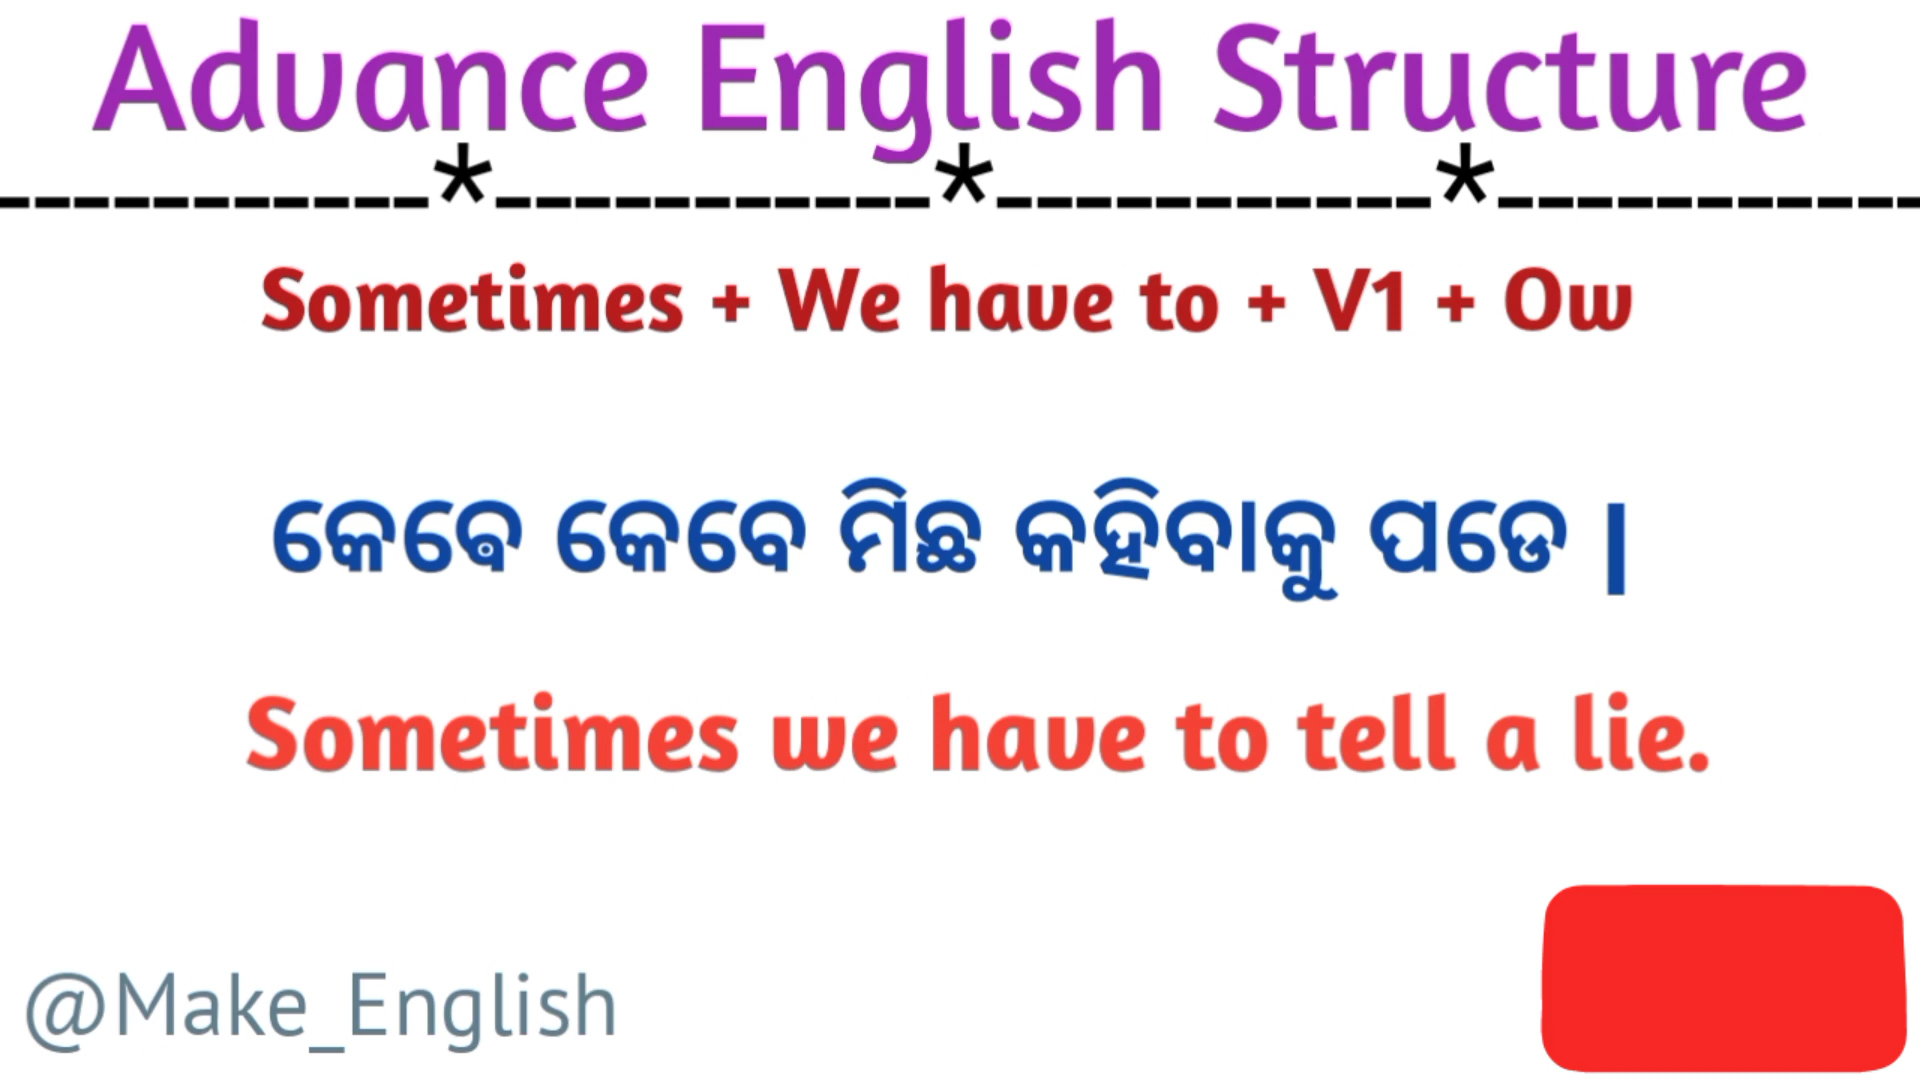 Advance English Structure
-----------*-----------*-----------*-----------
Sometimes + We have to + V1 + Ow
କେଵେ କେବେ ମିଛ କହିବାକୁ ପଡେ |
Sometimes we have to tell a lie.
@Make_English